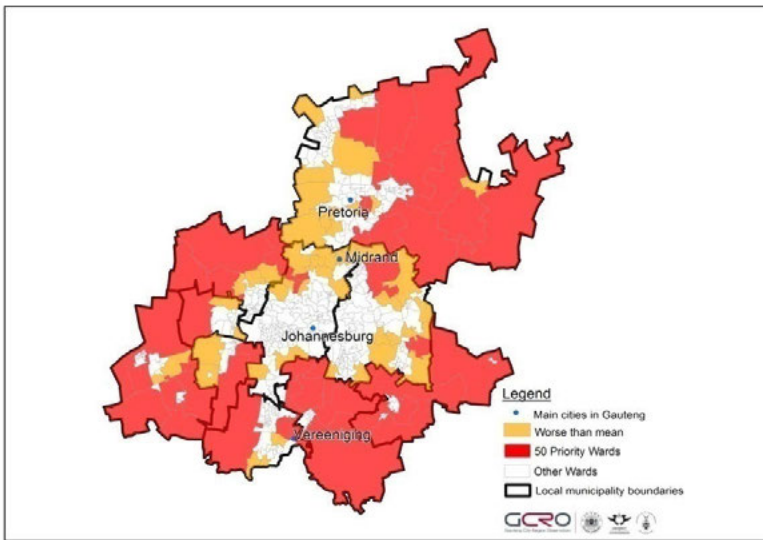 Pretoria
Midrand
Johannesburg
Vereeniging
Legend
Main cities in Gauteng
Worse than mean
50 Priority Wards
Other Wards
Local municipality boundaries
GCRO